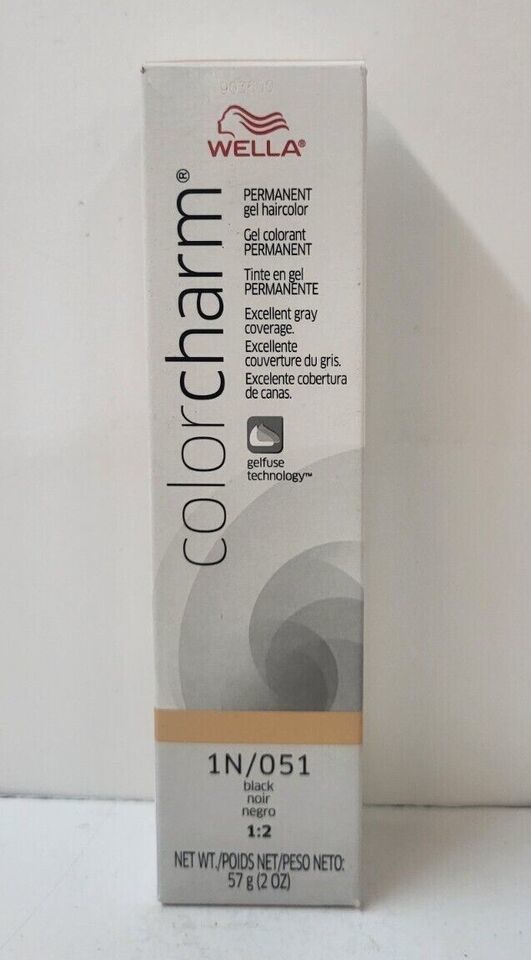 WELLA®
colorcharm®
PERMANENT
gel haircolor
Gel colorant
PERMANENT
Tinte en gel
PERMANENTE
Excellent gray
coverage.
Excellente
couverture du gris.
Excelente cobertura
de canas.
gelfuse
technology™
1N/051
black
noir
negro
1:2
NET WT./POIDS NET/PESO NETO:
57 g (2 OZ)